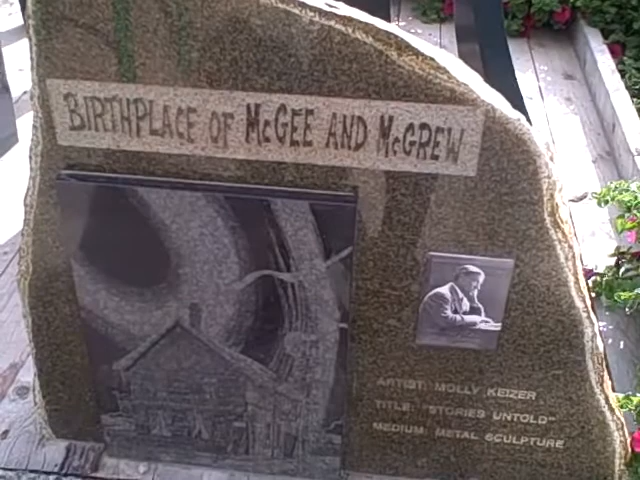 BIRTHPLACE OF McGEE AND McGREW
ARTIST: MOLLY KEIZER
TITLE: "STORIES UNTOLD"
MEDIUM: METAL SCULPTURE